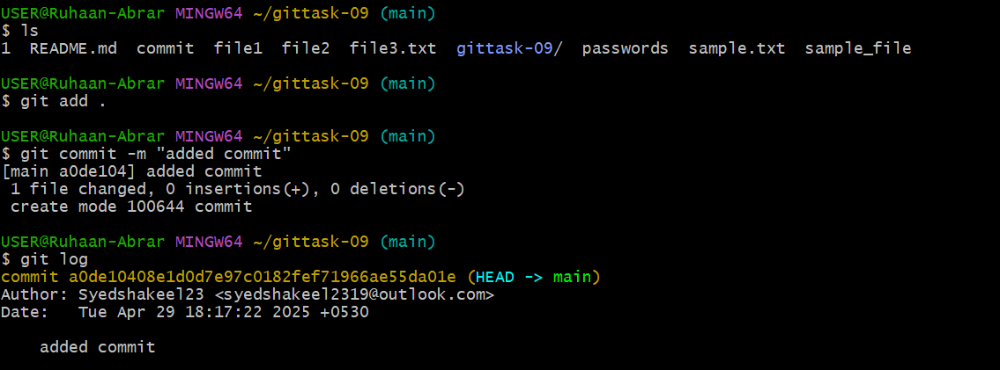 USER@Ruhaan-Abrar MINGW64 ~/gittask-09 (main)
$ ls
1  README.md  commit  file1  file2  file3.txt  gittask-09/  passwords  sample.txt  sample_file
USER@Ruhaan-Abrar MINGW64 ~/gittask-09 (main)
$ git add .
USER@Ruhaan-Abrar MINGW64 ~/gittask-09 (main)
$ git commit -m "added commit"
[main a0de104] added commit
 1 file changed, 0 insertions(+), 0 deletions(-)
 create mode 100644 commit
USER@Ruhaan-Abrar MINGW64 ~/gittask-09 (main)
$ git log
commit a0de10408e1d0d7e97c0182fef71966ae55da01e (HEAD -> main)
Author: Syedshakeel23 <syedshakeel2319@outlook.com>
Date:   Tue Apr 29 18:17:22 2025 +0530
    added commit